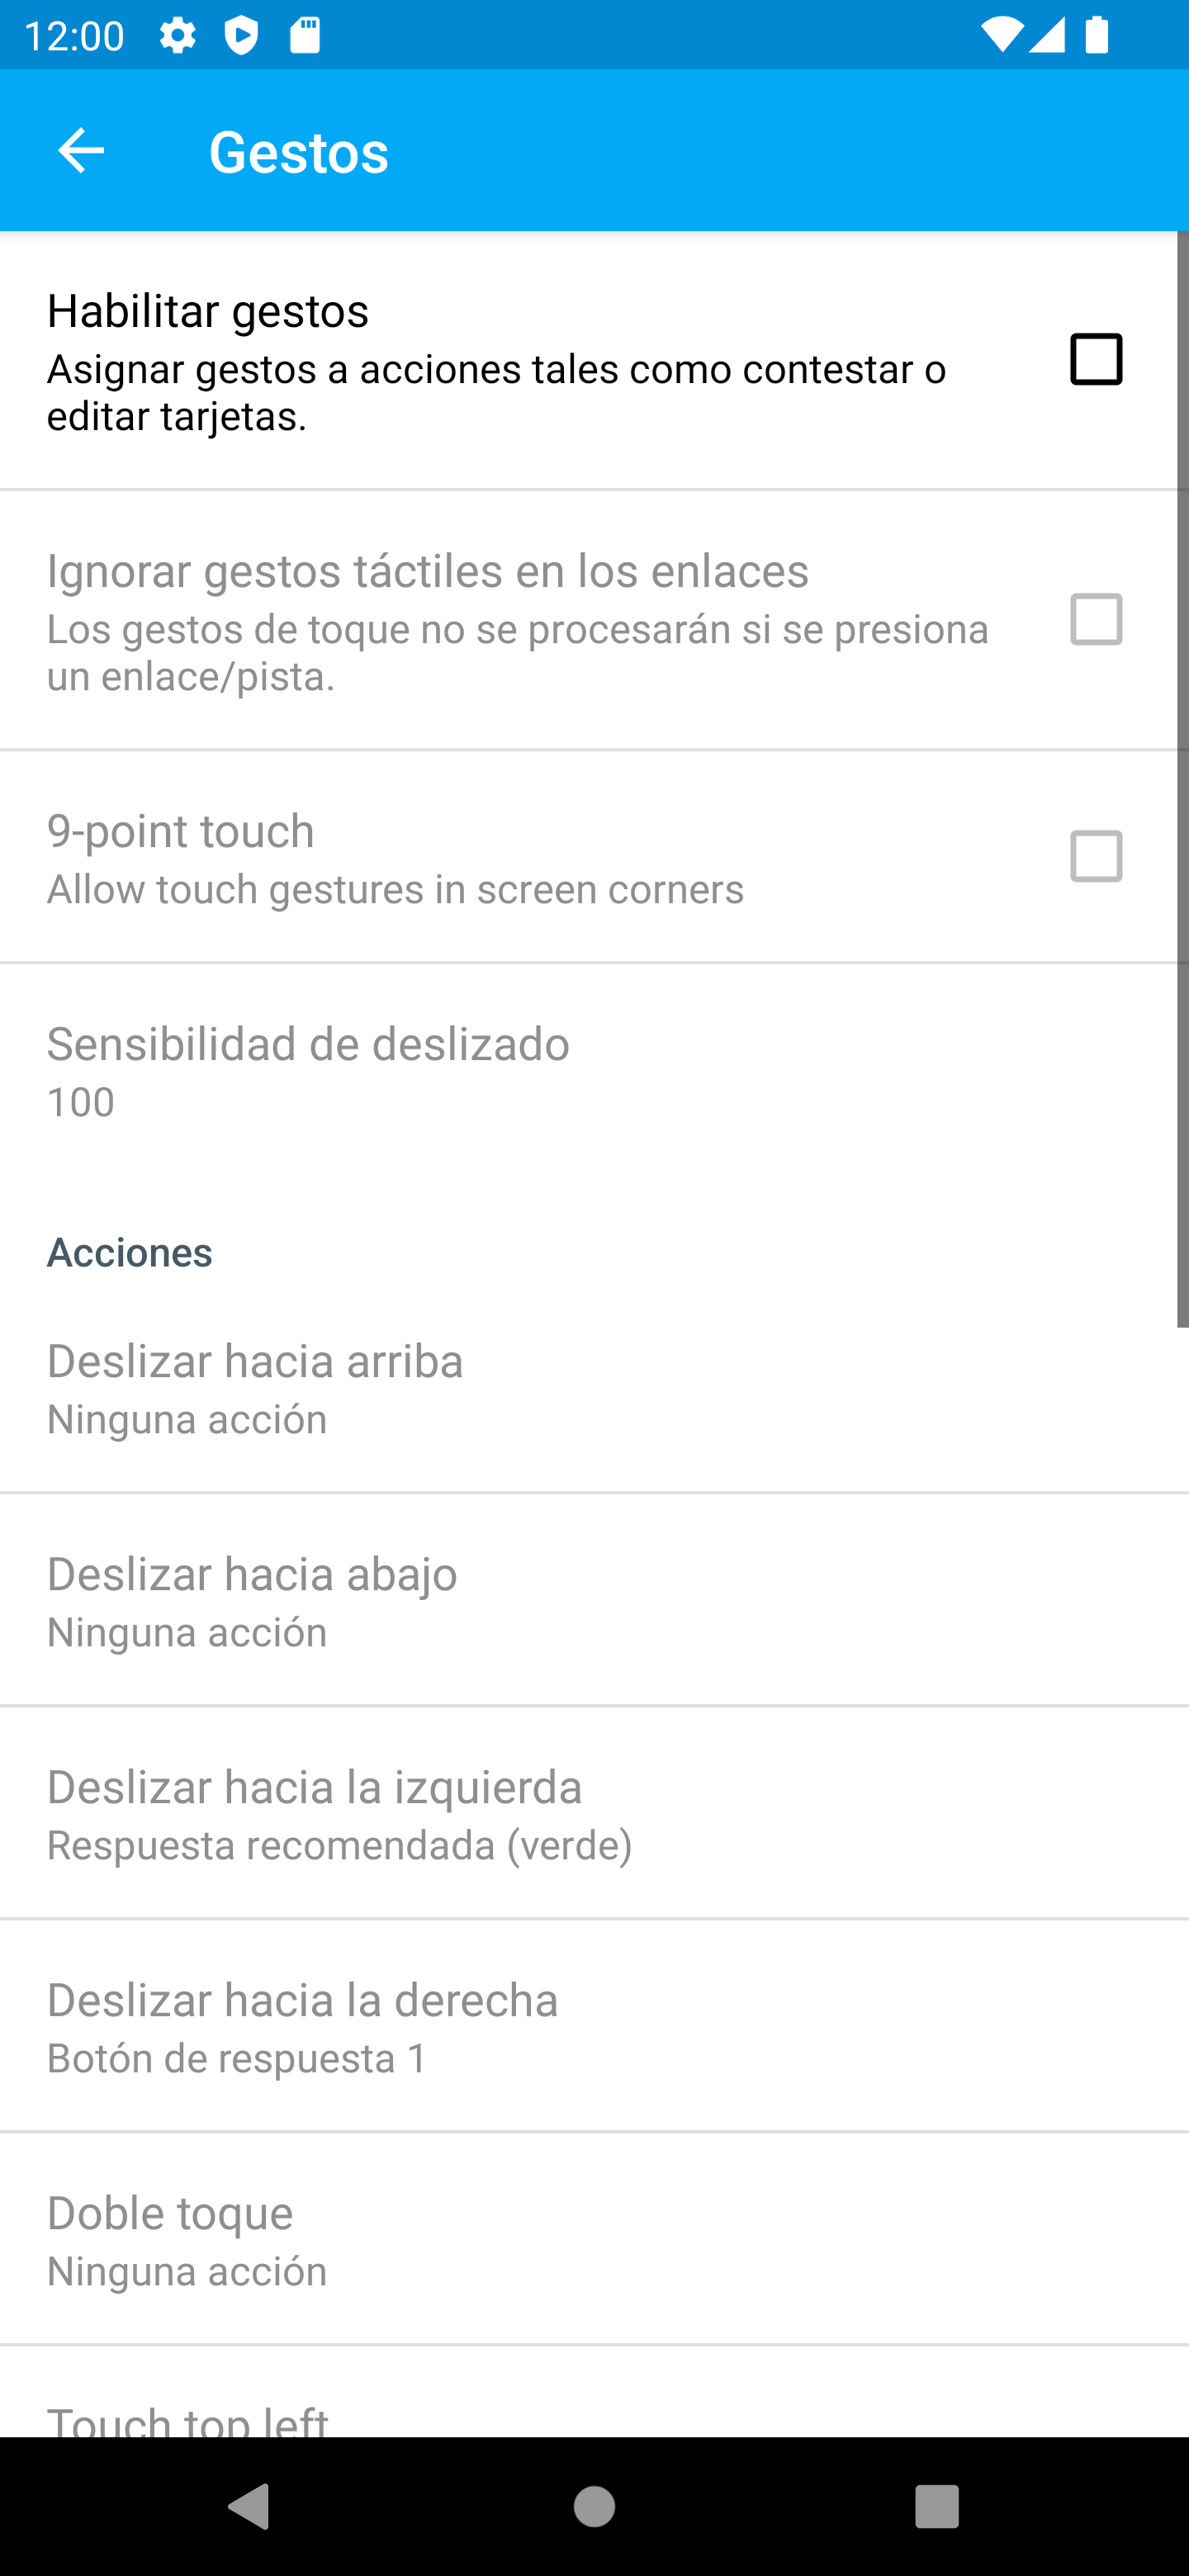 12:00
Gestos
Habilitar gestos
Asignar gestos a acciones tales como contestar o
editar tarjetas.
Ignorar gestos táctiles en los enlaces
Los gestos de toque no se procesarán si se presiona
un enlace/pista.
9-point touch
Allow touch gestures in screen corners
Sensibilidad de deslizado
100
Acciones
Deslizar hacia arriba
Ninguna acción
Deslizar hacia abajo
Ninguna acción
Deslizar hacia la izquierda
Respuesta recomendada (verde)
Deslizar hacia la derecha
Botón de respuesta 1
Doble toque
Ninguna acción
Touch top left